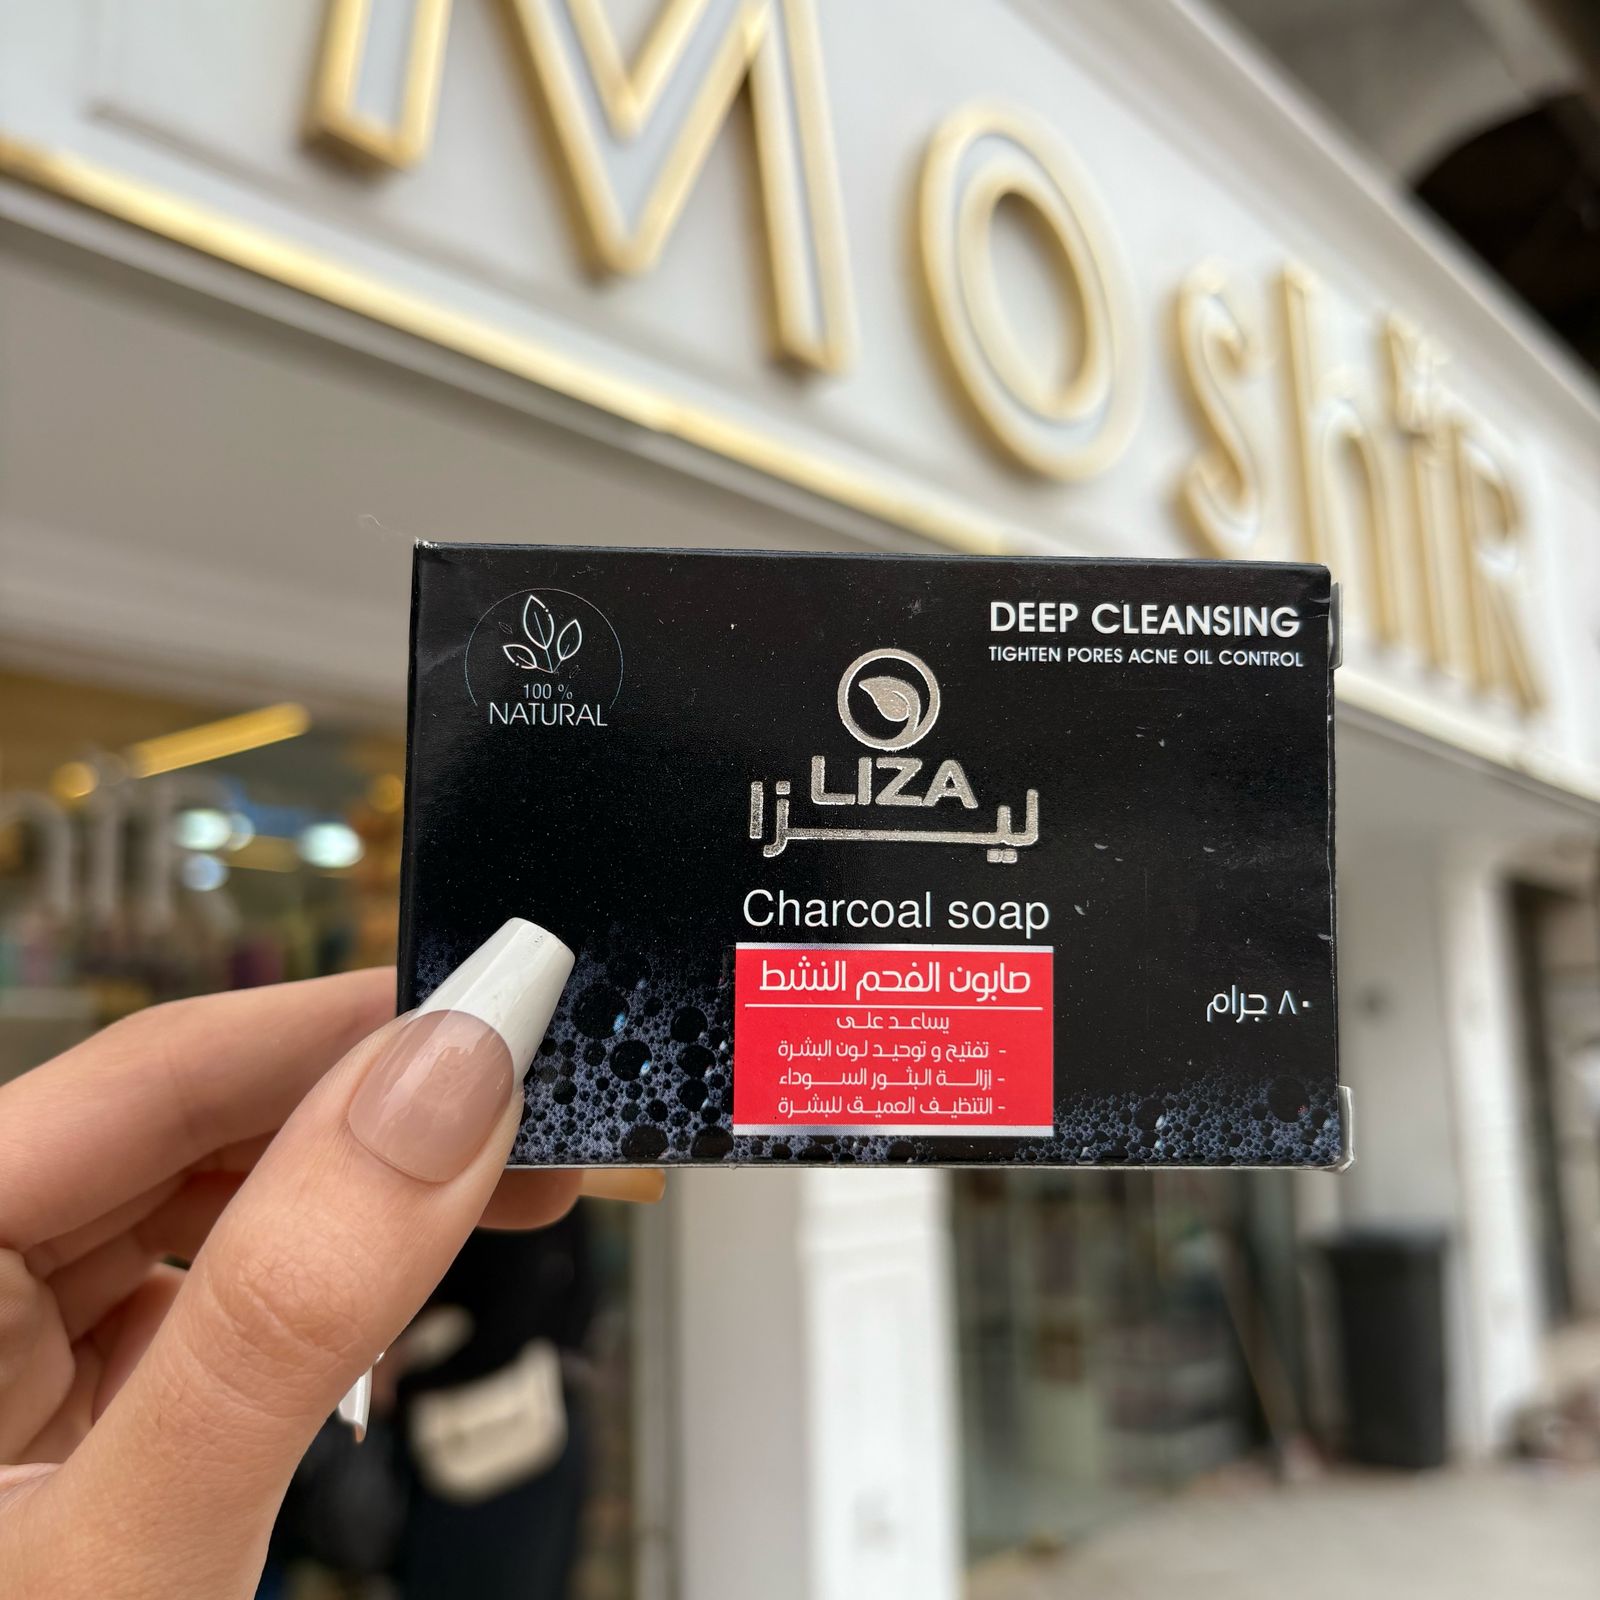 MoshiR
100 %
NATURAL
DEEP CLEANSING
TIGHTEN PORES ACNE OIL CONTROL
LIZA
ليزا
Charcoal soap
صابون الفحم النشط
يساعد على
- تفتيح و توحيد لون البشرة
- إزالة البثور السوداء
- التنظيف العميق للبشرة
٨٠ جرام